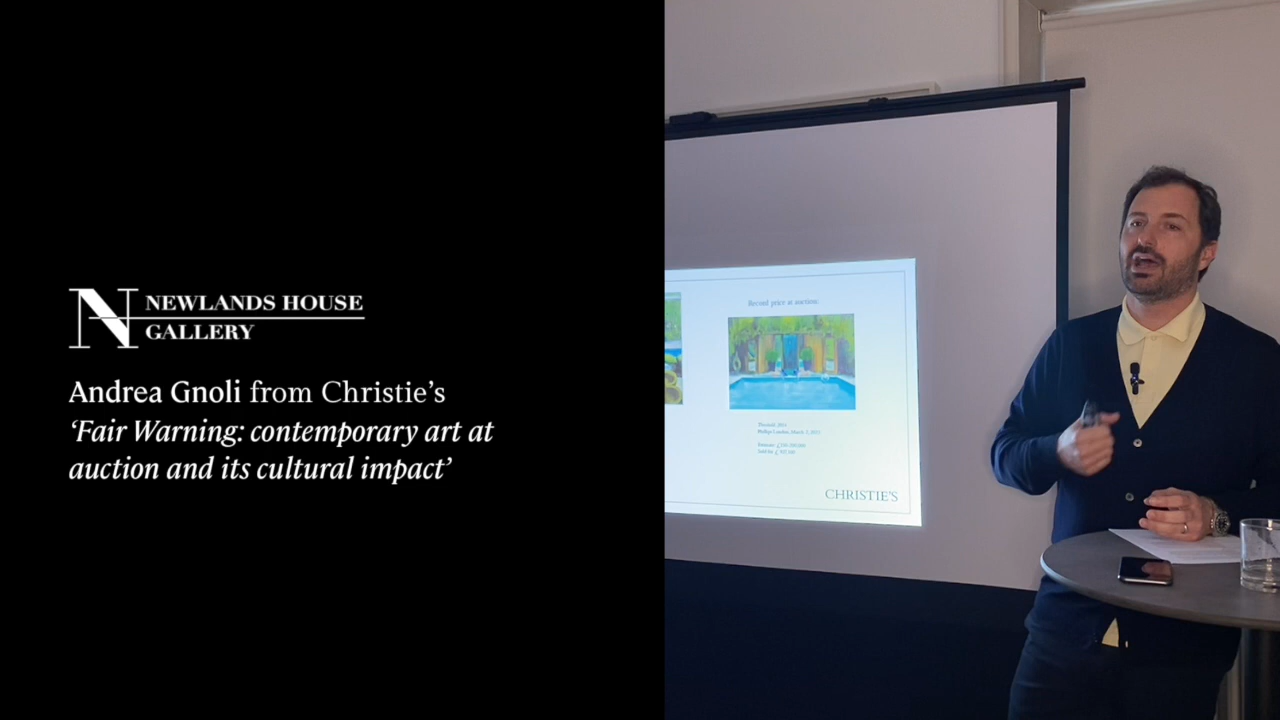 NEWLANDS HOUSE
GALLERY
Andrea Gnoli from Christie’s
‘Fair Warning: contemporary art at
auction and its cultural impact’
Record price at auction:
CHRISTIE'S